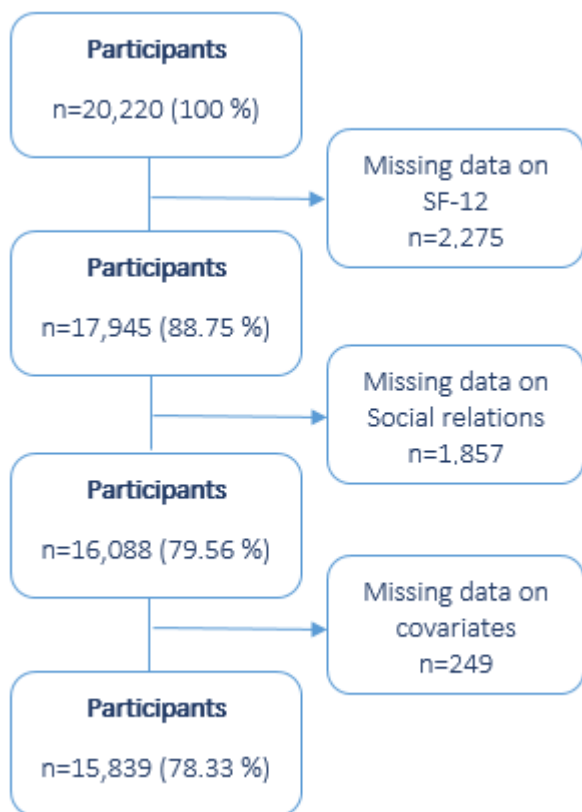 Participants
n=20,220 (100 %)
Missing data on
SF-12
n=2,275
Participants
n=17,945 (88.75 %)
Missing data on
Social relations
n=1,857
Participants
n=16,088 (79.56 %)
Missing data on
covariates
n=249
Participants
n=15,839 (78.33 %)